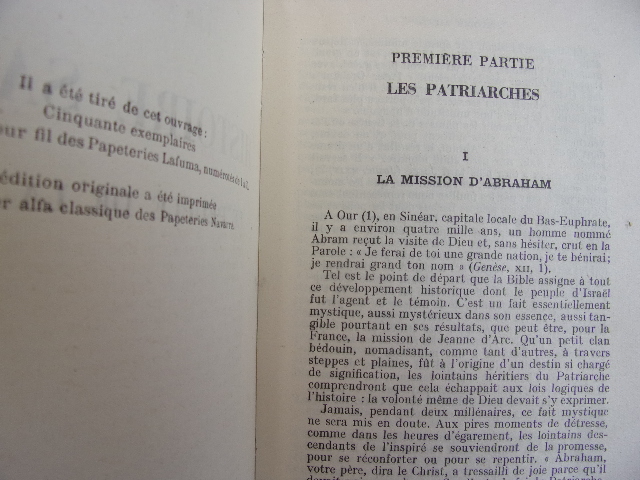 Il a été tiré de cet ouvrage :
Cinquante exemplaires
ur fil des Papeteries Lafuma, numérotés
édition originale a été imprimée
r alfa classique des Papeteries Navarre.
PREMIÈRE PARTIE
LES PATRIARCHES
I
LA MISSION D'ABRAHAM
A Our (1), en Sinéar, capitale locale du Bas-Euphrate,
il y a environ quatre mille ans, un homme nommé
Abram reçut la visite de Dieu et, sans hésiter, crut en la
Parole : « Je ferai de toi une grande nation, je te bénirai;
je rendrai grand ton nom » (Genèse, XII, 1).
Tel est le point de départ que la Bible assigne à tout
ce développement historique dont le peuple d'Israël
fut l'agent et le témoin. C'est un fait essentiellement
mystique, aussi mystérieux dans son essence, aussi tan-
gible pourtant en ses résultats, que peut être, pour la
France, la mission de Jeanne d'Arc. Qu'un petit clan
bédouin, nomadisant, comme tant d'autres, à travers
steppes et plaines, fût à l'origine d'un destin si chargé
de signification, les lointains héritiers du Patriarche
comprendront que cela échappait aux lois logiques de
l'histoire : la volonté même de Dieu devait s'y exprimer.
Jamais, pendant deux millénaires, ce fait mystique
ne sera mis en doute. Aux pires moments de détresse,
comme dans les heures d'égarement, les lointains des-
cendants de l'inspiré se souviendront de la promesse,
pour se réconforter ou pour se repentir. « Abraham,
votre père, dira le Christ, a tressailli de joie parce qu'il